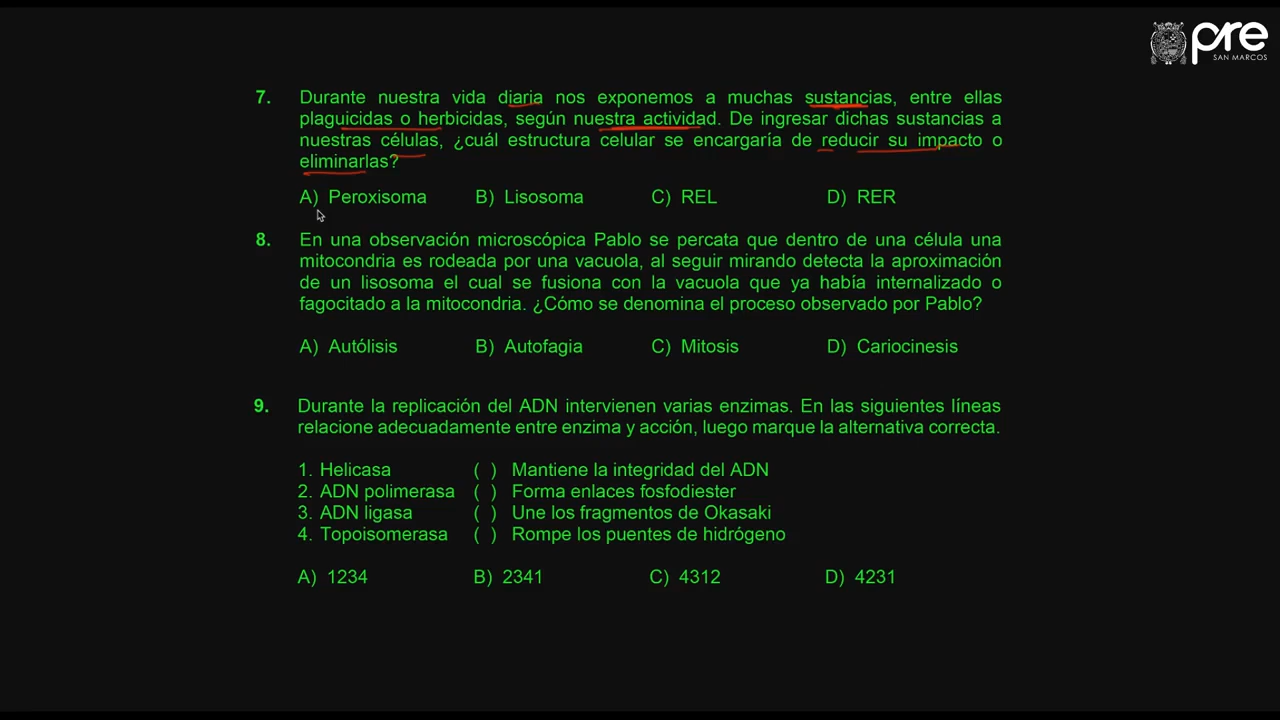 pre
SAN MARCOS
7. Durante nuestra vida diaria nos exponemos a muchas sustancias, entre ellas
plaguicidas o herbicidas, según nuestra actividad. De ingresar dichas sustancias a
nuestras células, ¿cuál estructura celular se encargaría de reducir su impacto o
eliminarlas?
A) Peroxisoma B) Lisosoma C) REL D) RER
8. En una observación microscópica Pablo se percata que dentro de una célula una
mitocondria es rodeada por una vacuola, al seguir mirando detecta la aproximación
de un lisosoma el cual se fusiona con la vacuola que ya había internalizado o
fagocitado a la mitocondria. ¿Cómo se denomina el proceso observado por Pablo?
A) Autólisis B) Autofagia C) Mitosis D) Cariocinesis
9. Durante la replicación del ADN intervienen varias enzimas. En las siguientes líneas
relacione adecuadamente entre enzima y acción, luego marque la alternativa correcta.
1. Helicasa ( ) Mantiene la integridad del ADN
2. ADN polimerasa ( ) Forma enlaces fosfodiester
3. ADN ligasa ( ) Une los fragmentos de Okasaki
4. Topoisomerasa ( ) Rompe los puentes de hidrógeno
A) 1234 B) 2341 C) 4312 D) 4231